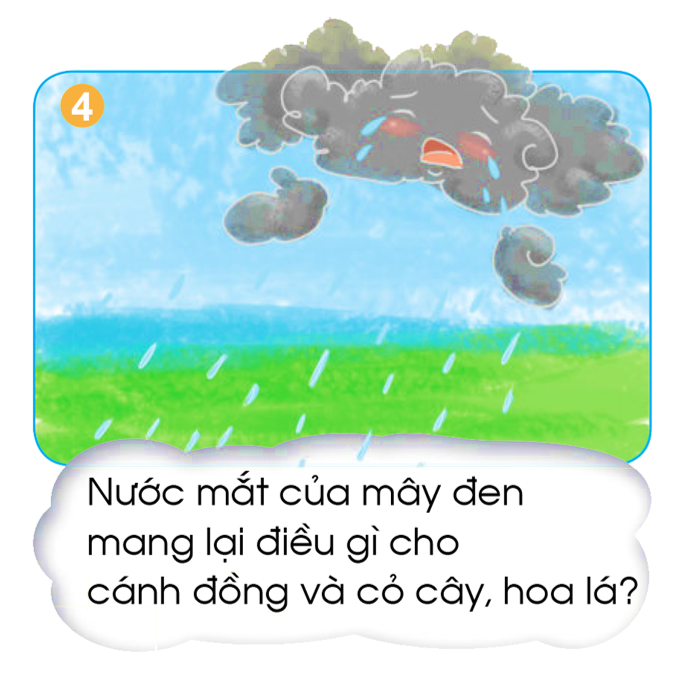 4
Nước mắt của mây đen
mang lại điều gì cho
cánh đồng và cỏ cây, hoa lá?